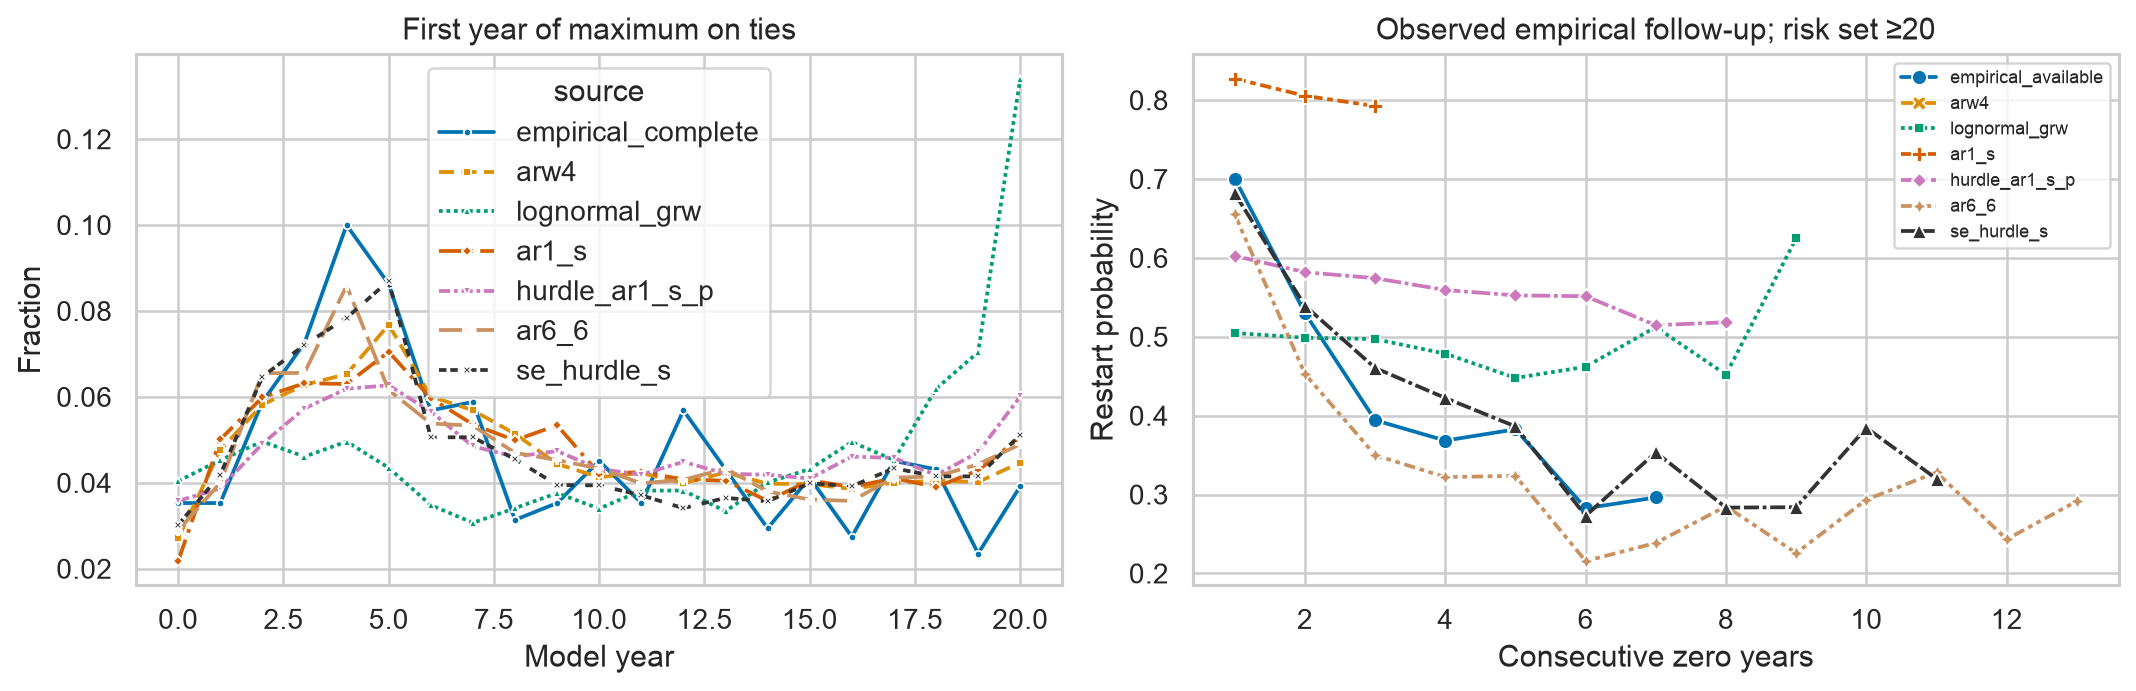 First year of maximum on ties
Fraction
0.12
0.10
0.08
0.06
0.04
0.02
source
empirical_complete
arw4
lognormal_grw
ar1_s
hurdle_ar1_s_p
ar6_6
se_hurdle_s
0.0 2.5 5.0 7.5 10.0 12.5 15.0 17.5 20.0
Model year
Observed empirical follow-up; risk set ≥20
Restart probability
0.8
0.7
0.6
0.5
0.4
0.3
0.2
empirical_available
arw4
lognormal_grw
ar1_s
hurdle_ar1_s_p
ar6_6
se_hurdle_s
2 4 6 8 10 12
Consecutive zero years